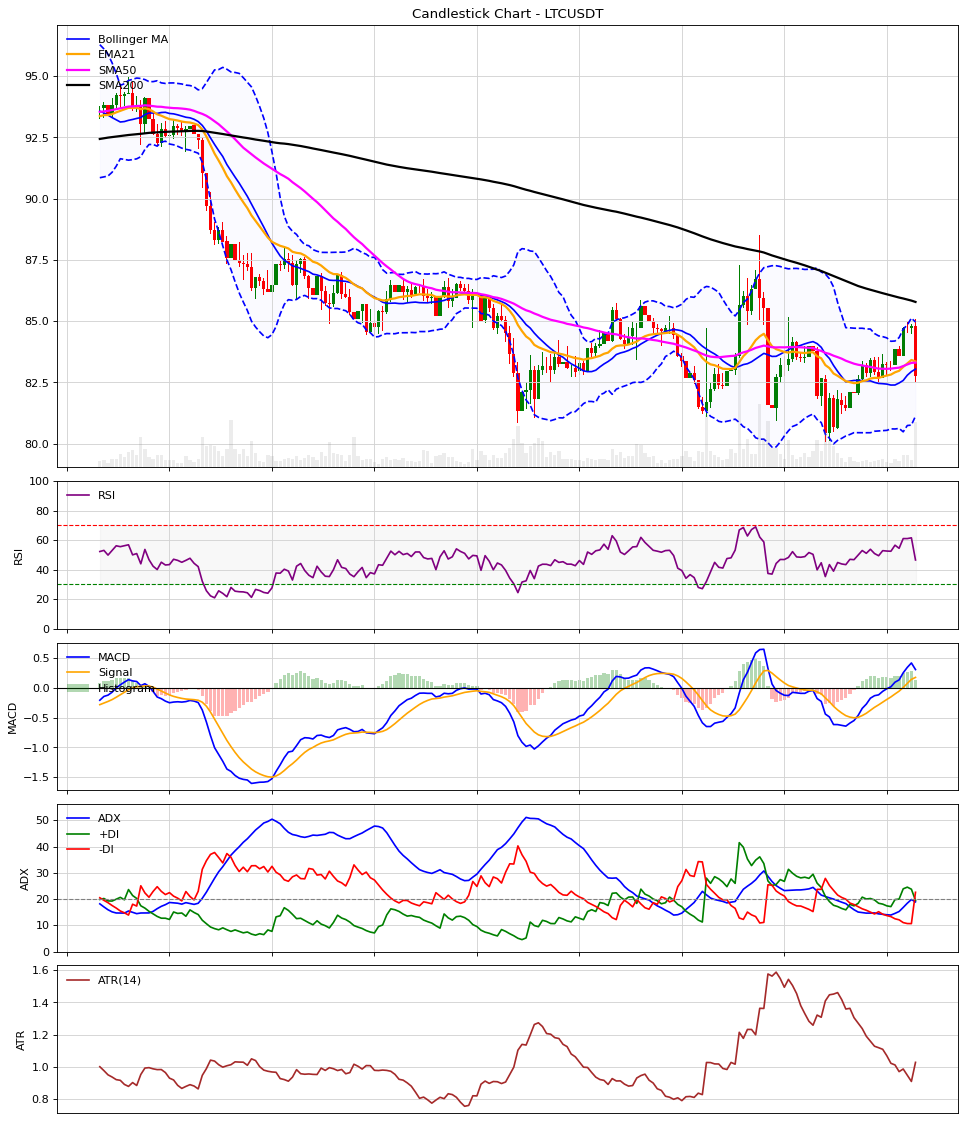 Candlestick Chart - LTCUSDT
Bollinger MA
EMA21
SMA50
SMA200
95.0
92.5
90.0
87.5
85.0
82.5
80.0
100
80
60
40
20
0
RSI
RSI
0.5
0.0
−0.5
−1.0
−1.5
MACD
MACD
Signal
Histogram
50
40
30
20
10
0
ADX
ADX
+DI
-DI
1.6
1.4
1.2
1.0
0.8
ATR
ATR(14)